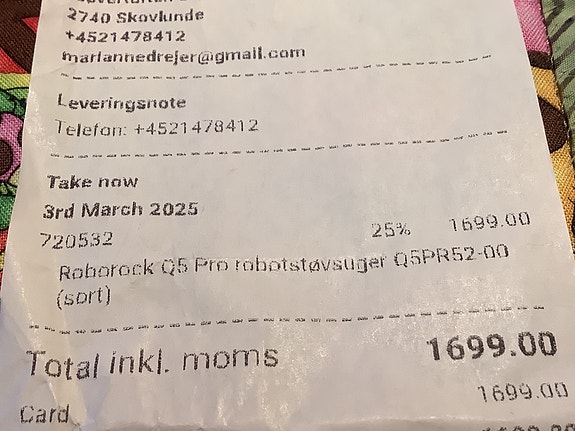 2740 Skovlunde
+4521478412
mariannedrejer@gmail.com
Leveringsnote
Telefon: +4521478412
Take now
3rd March 2025
720532 25% 1699.00
Roborock Q5 Pro robotstøvsuger Q5PR52-00
(sort)
Total inkl. moms 1699.00
1699.00
Card